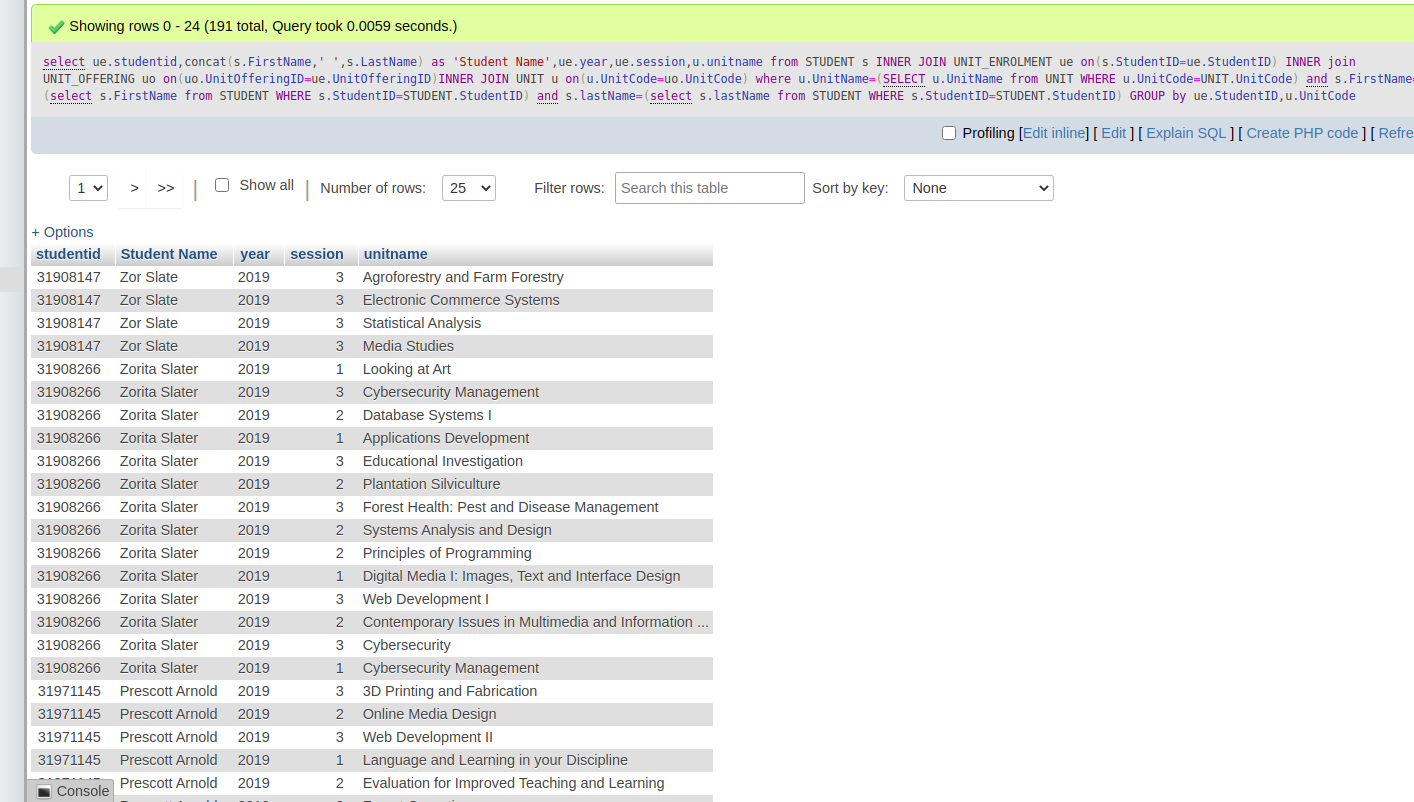 Showing rows 0 - 24 (191 total, Query took 0.0059 seconds.)
select ue.studentid,concat(s.FirstName,' ',s.LastName) as 'Student Name',ue.year,ue.session,u.unitname from STUDENT s INNER JOIN UNIT_ENROLMENT ue on(s.StudentID=ue.StudentID) INNER join
UNIT_OFFERING uo on(uo.UnitOfferingID=ue.UnitOfferingID)INNER JOIN UNIT u on(u.UnitCode=uo.UnitCode) where u.UnitName=(SELECT u.UnitName from UNIT WHERE u.UnitCode=UNIT.UnitCode) and s.FirstName=
(select s.FirstName from STUDENT WHERE s.StudentID=STUDENT.StudentID) and s.lastName=(select s.lastName from STUDENT WHERE s.StudentID=STUDENT.StudentID) GROUP by ue.StudentID,u.UnitCode
Profiling [Edit inline] [ Edit ] [ Explain SQL ] [ Create PHP code ] [ Refre
1 > >> | Show all | Number of rows: 25 Filter rows: Search this table Sort by key: None
+ Options
studentid Student Name year session unitname
31908147 Zor Slate 2019 3 Agroforestry and Farm Forestry
31908147 Zor Slate 2019 3 Electronic Commerce Systems
31908147 Zor Slate 2019 3 Statistical Analysis
31908147 Zor Slate 2019 3 Media Studies
31908266 Zorita Slater 2019 1 Looking at Art
31908266 Zorita Slater 2019 3 Cybersecurity Management
31908266 Zorita Slater 2019 2 Database Systems I
31908266 Zorita Slater 2019 1 Applications Development
31908266 Zorita Slater 2019 3 Educational Investigation
31908266 Zorita Slater 2019 2 Plantation Silviculture
31908266 Zorita Slater 2019 3 Forest Health: Pest and Disease Management
31908266 Zorita Slater 2019 2 Systems Analysis and Design
31908266 Zorita Slater 2019 2 Principles of Programming
31908266 Zorita Slater 2019 1 Digital Media I: Images, Text and Interface Design
31908266 Zorita Slater 2019 3 Web Development I
31908266 Zorita Slater 2019 2 Contemporary Issues in Multimedia and Information ...
31908266 Zorita Slater 2019 3 Cybersecurity
31908266 Zorita Slater 2019 1 Cybersecurity Management
31971145 Prescott Arnold 2019 3 3D Printing and Fabrication
31971145 Prescott Arnold 2019 2 Online Media Design
31971145 Prescott Arnold 2019 3 Web Development II
31971145 Prescott Arnold 2019 1 Language and Learning in your Discipline
Prescott Arnold 2019 2 Evaluation for Improved Teaching and Learning
Console